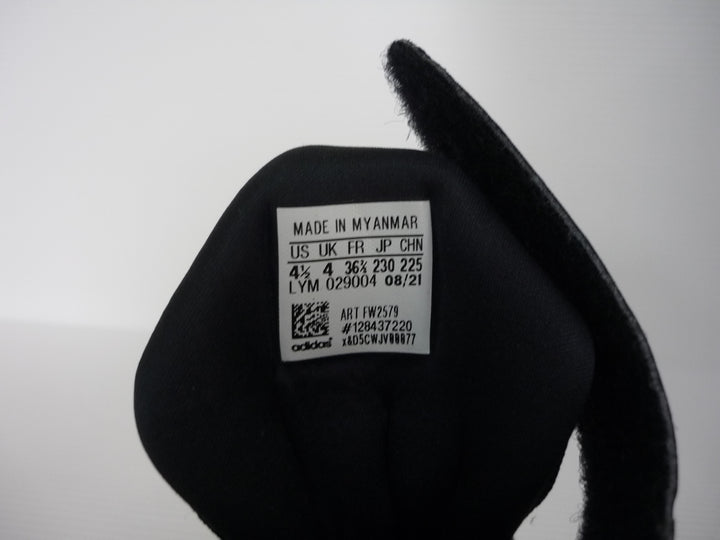 MADE IN MYANMAR
US UK FR JP CHN
4½ 4 36⅔ 230 225
LYM 029004 08/21
ART FW2579
#128437220
adidas x&D5CWJV00077